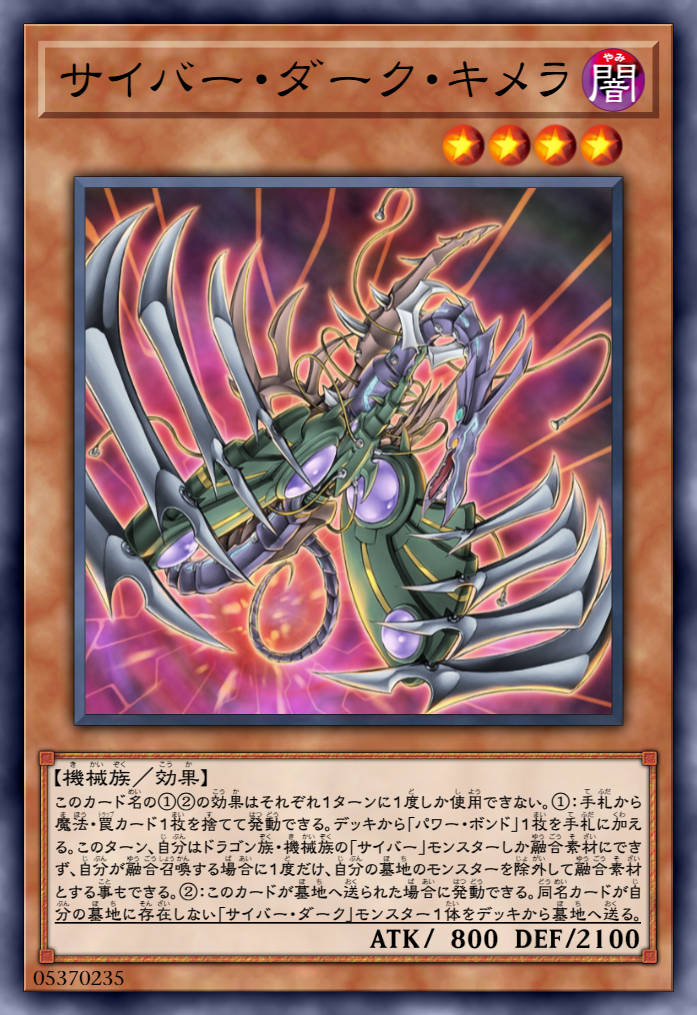 サイバー・ダーク・キメラ
やみ
闇
【機械族／効果】
このカード名の①②の効果はそれぞれ1ターンに1度しか使用できない。①：手札から
魔法・罠カード1枚を捨てて発動できる。デッキから「パワー・ボンド」1枚を手札に加え
る。このターン、自分はドラゴン族・機械族の「サイバー」モンスターしか融合素材にでき
ず、自分が融合召喚する場合に1度だけ、自分の墓地のモンスターを除外して融合素材
とする事もできる。②：このカードが墓地へ送られた場合に発動できる。同名カードが自
分の墓地に存在しない「サイバー・ダーク」モンスター1体をデッキから墓地へ送る。
ATK/ 800 DEF/2100
05370235